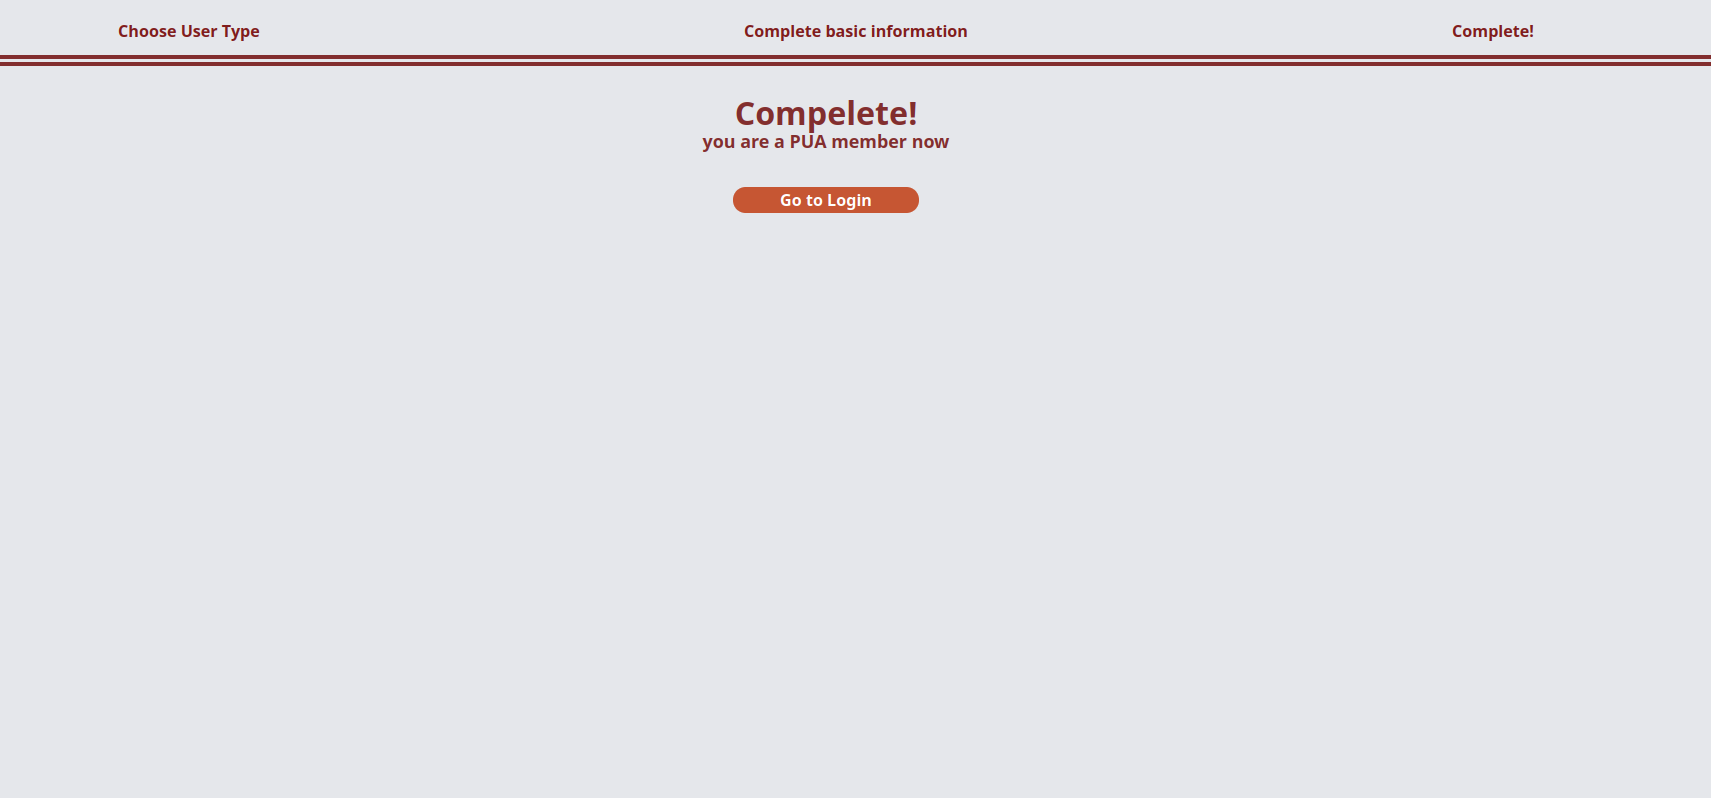 Choose User Type
Complete basic information
Complete!
Compelete!
you are a PUA member now
Go to Login